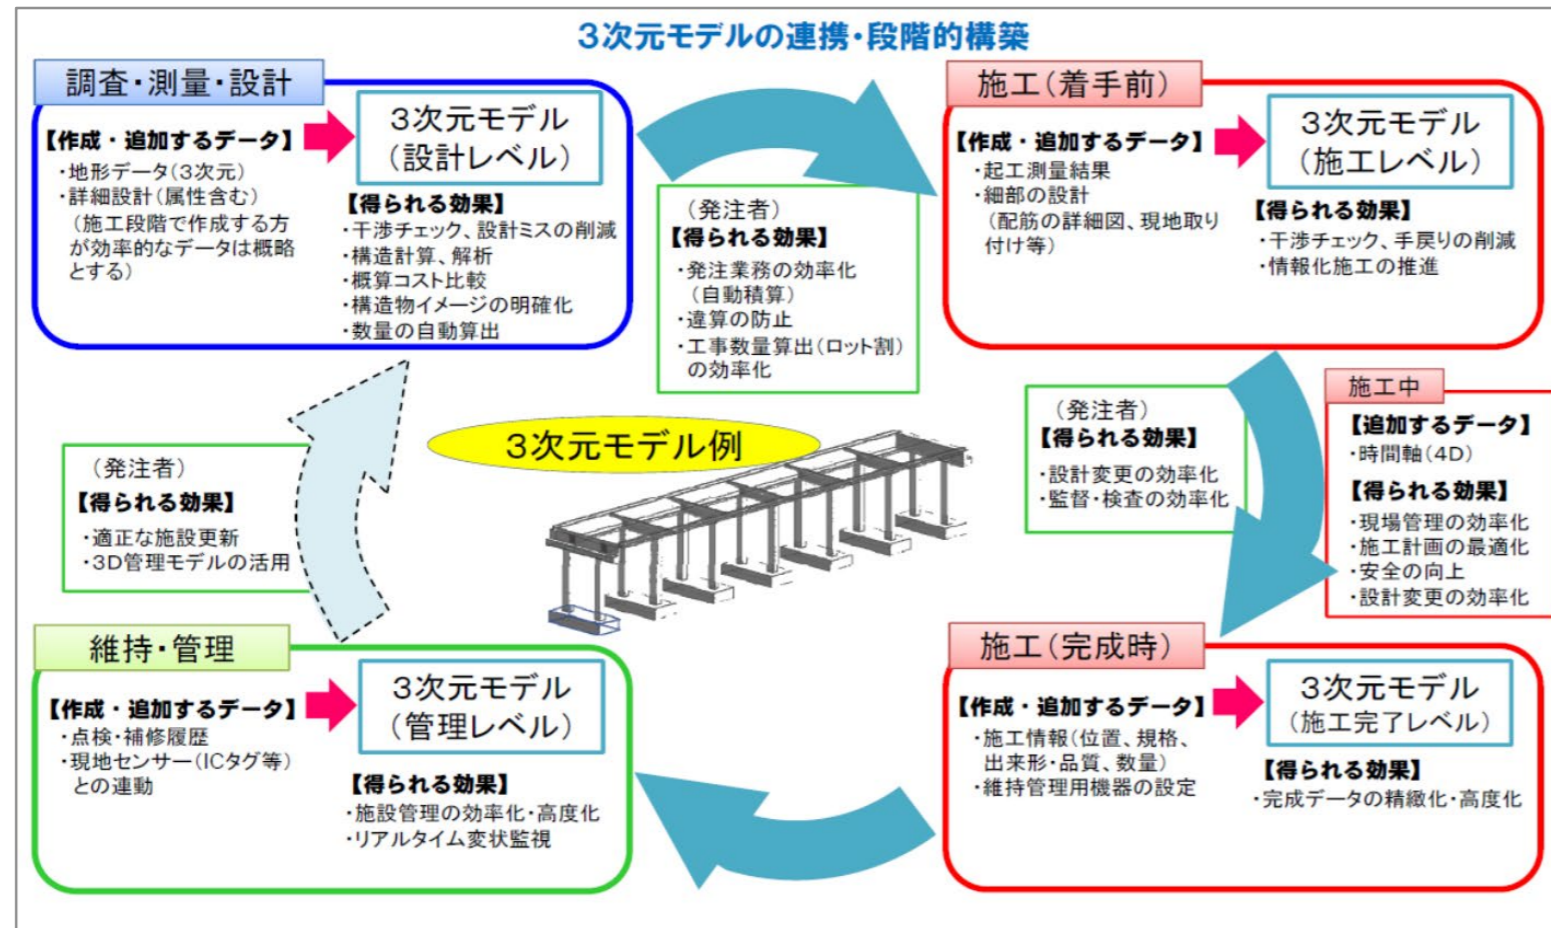 3次元モデルの連携・段階的構築
調査・測量・設計
【作成・追加するデータ】
・地形データ(3次元)
・詳細設計(属性含む)
(施工段階で作成する方
が効率的なデータは概略
とする)
3次元モデル
(設計レベル)
【得られる効果】
・干渉チェック、設計ミスの削減
・構造計算、解析
・概算コスト比較
・構造物イメージの明確化
・数量の自動算出
(発注者)
【得られる効果】
・発注業務の効率化
(自動積算)
・違算の防止
・工事数量算出(ロット割)
の効率化
施工(着手前)
【作成・追加するデータ】
・起工測量結果
・細部の設計
(配筋の詳細図、現地取り
付け等)
3次元モデル
(施工レベル)
【得られる効果】
・干渉チェック、手戻りの削減
・情報化施工の推進
(発注者)
【得られる効果】
・設計変更の効率化
・監督・検査の効率化
施工中
【追加するデータ】
・時間軸(4D)
【得られる効果】
・現場管理の効率化
・施工計画の最適化
・安全の向上
・設計変更の効率化
3次元モデル例
(発注者)
【得られる効果】
・適正な施設更新
・3D管理モデルの活用
維持・管理
【作成・追加するデータ】
・点検・補修履歴
・現地センサー(ICタグ等)
との連動
3次元モデル
(管理レベル)
【得られる効果】
・施設管理の効率化・高度化
・リアルタイム変状監視
施工(完成時)
【作成・追加するデータ】
・施工情報(位置、規格、
出来形・品質、数量)
・維持管理用機器の設定
3次元モデル
(施工完了レベル)
【得られる効果】
・完成データの精緻化・高度化